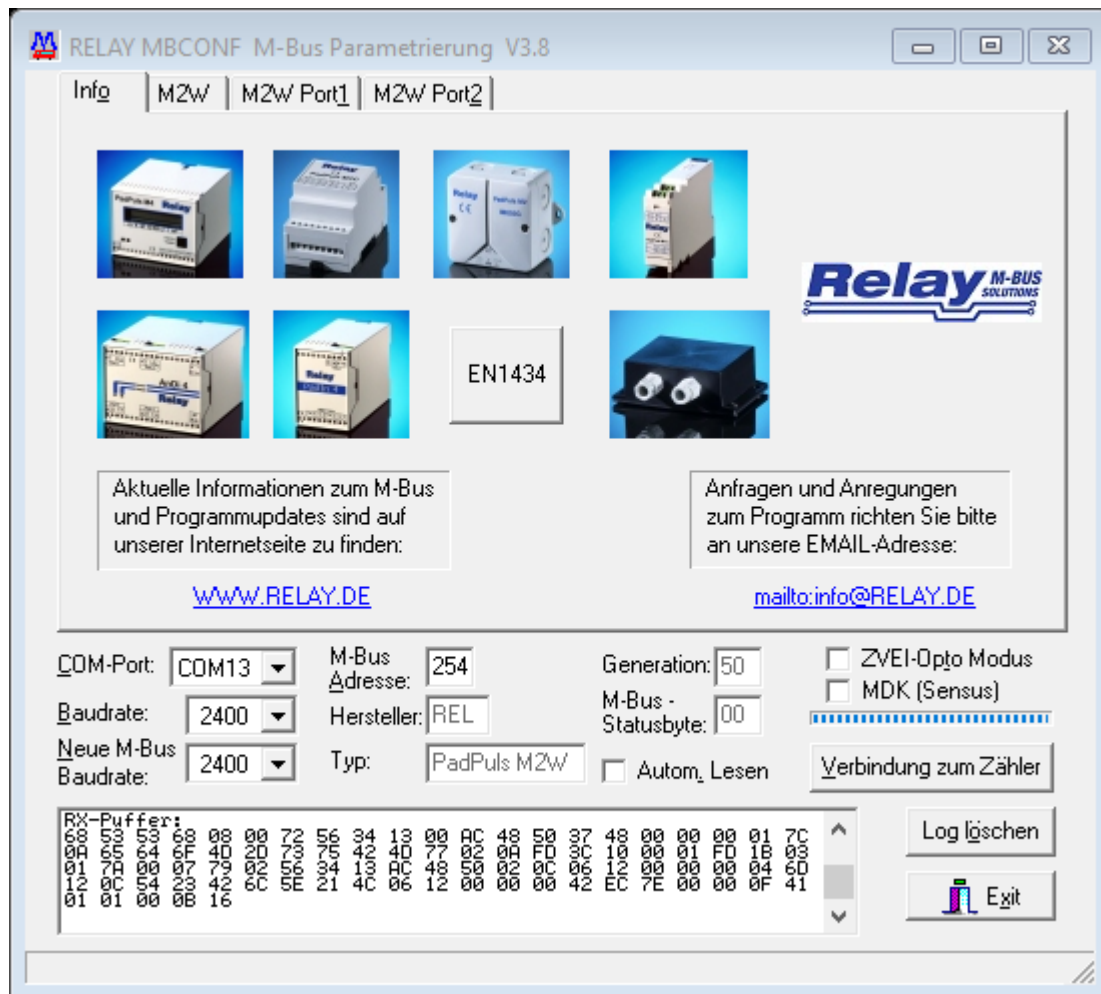 RELAY MBCONF M-Bus Parametrierung V3.8
Info M2W M2W Port1 M2W Port2
Relay
Relay
Relay
Relay
Relay M-BUS SOLUTIONS
EN1434
Aktuelle Informationen zum M-Bus
und Programmupdates sind auf
unserer Internetseite zu finden:
WWW.RELAY.DE
Anfragen und Anregungen
zum Programm richten Sie bitte
an unsere EMAIL-Adresse:
mailto:info@RELAY.DE
COM-Port: COM13
Baudrate: 2400
Neue M-Bus
Baudrate: 2400
M-Bus
Adresse: 254
Hersteller: REL
Typ: PadPuls M2W
Generation: 50
M-Bus -
Statusbyte: 00
Autom. Lesen
ZVEI-Opto Modus
MDK (Sensus)
Verbindung zum Zähler
RX-Puffer:
68 53 53 68 08 00 72 56 34 13 00 AC 48 50 37 48 00 00 00 01 7C
0A 65 64 6F 4D 2D 73 75 42 4D 77 02 0A FD 3C 10 00 01 FD 1B 03
01 7A 00 07 79 02 56 34 13 AC 48 50 02 0C 06 12 00 00 00 04 6D
12 0C 54 23 42 6C 5E 21 4C 06 12 00 00 00 42 EC 7E 00 00 0F 41
01 01 00 0B 16
Log löschen
Exit